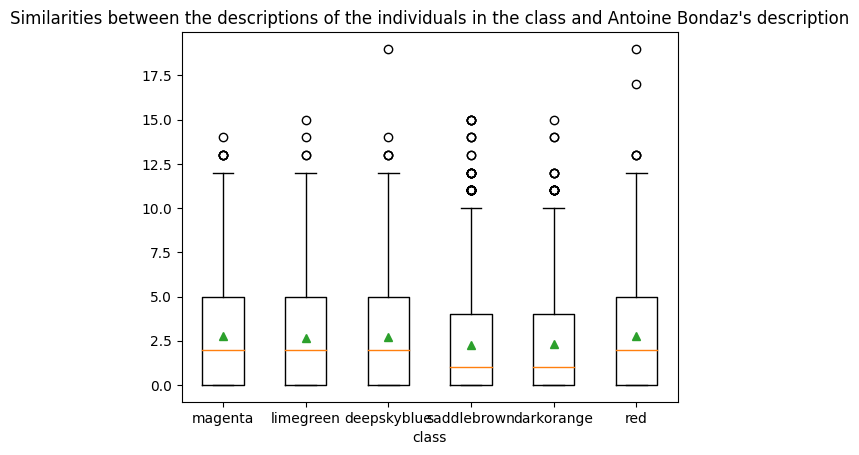 Similarities between the descriptions of the individuals in the class and Antoine Bondaz's description
17.5
15.0
12.5
10.0
7.5
5.0
2.5
0.0
magenta limegreen deepskyblue saddlebrown darkorange red
class